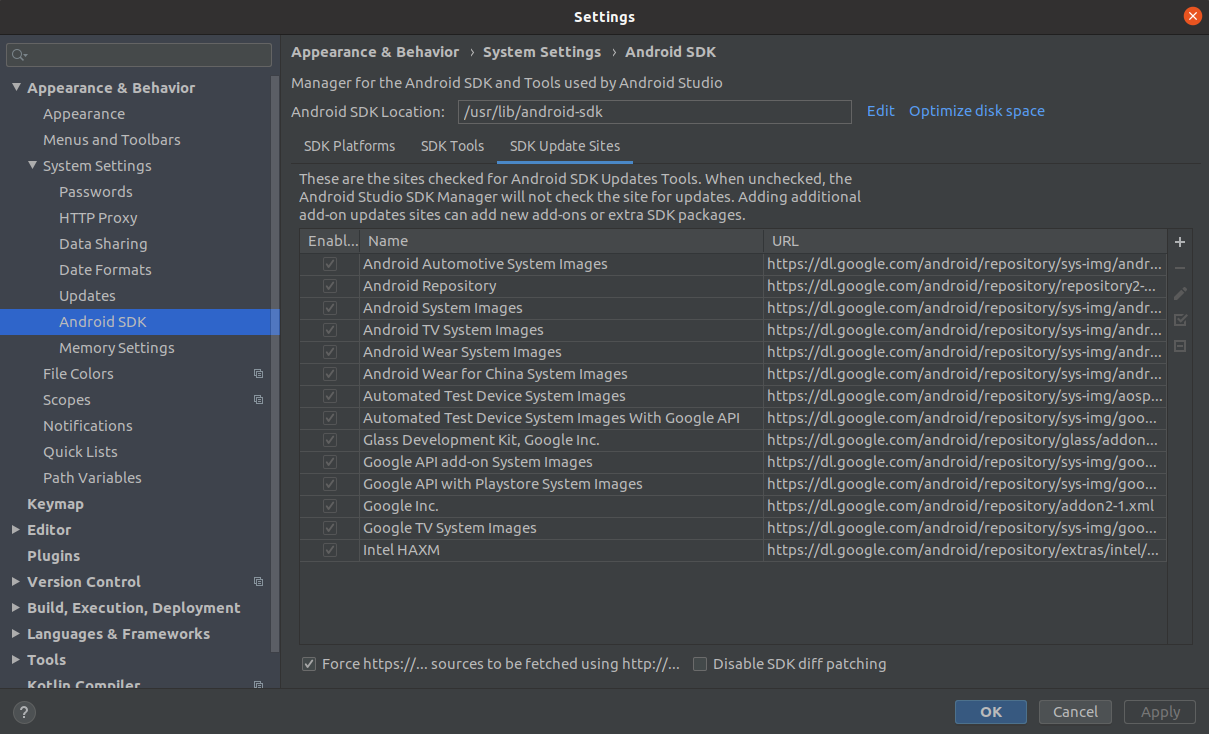 Settings
Appearance & Behavior
Appearance
Menus and Toolbars
System Settings
Passwords
HTTP Proxy
Data Sharing
Date Formats
Updates
Android SDK
Memory Settings
File Colors
Scopes
Notifications
Quick Lists
Path Variables
Keymap
Editor
Plugins
Version Control
Build, Execution, Deployment
Languages & Frameworks
Tools
Kotlin Compiler
Appearance & Behavior › System Settings › Android SDK
Manager for the Android SDK and Tools used by Android Studio
Android SDK Location: /usr/lib/android-sdk Edit Optimize disk space
SDK Platforms SDK Tools SDK Update Sites
These are the sites checked for Android SDK Updates Tools. When unchecked, the
Android Studio SDK Manager will not check the site for updates. Adding additional
add-on updates sites can add new add-ons or extra SDK packages.
Enabl... Name URL
Android Automotive System Images https://dl.google.com/android/repository/sys-img/andr...
Android Repository https://dl.google.com/android/repository/repository2-...
Android System Images https://dl.google.com/android/repository/sys-img/andr...
Android TV System Images https://dl.google.com/android/repository/sys-img/andr...
Android Wear System Images https://dl.google.com/android/repository/sys-img/andr...
Android Wear for China System Images https://dl.google.com/android/repository/sys-img/andr...
Automated Test Device System Images https://dl.google.com/android/repository/sys-img/aosp...
Automated Test Device System Images With Google API https://dl.google.com/android/repository/sys-img/goo...
Glass Development Kit, Google Inc. https://dl.google.com/android/repository/glass/addon...
Google API add-on System Images https://dl.google.com/android/repository/sys-img/goo...
Google API with Playstore System Images https://dl.google.com/android/repository/sys-img/goo...
Google Inc. https://dl.google.com/android/repository/addon2-1.xml
Google TV System Images https://dl.google.com/android/repository/sys-img/goo...
Intel HAXM https://dl.google.com/android/repository/extras/intel/...
Force https://... sources to be fetched using http://... Disable SDK diff patching
? OK Cancel Apply